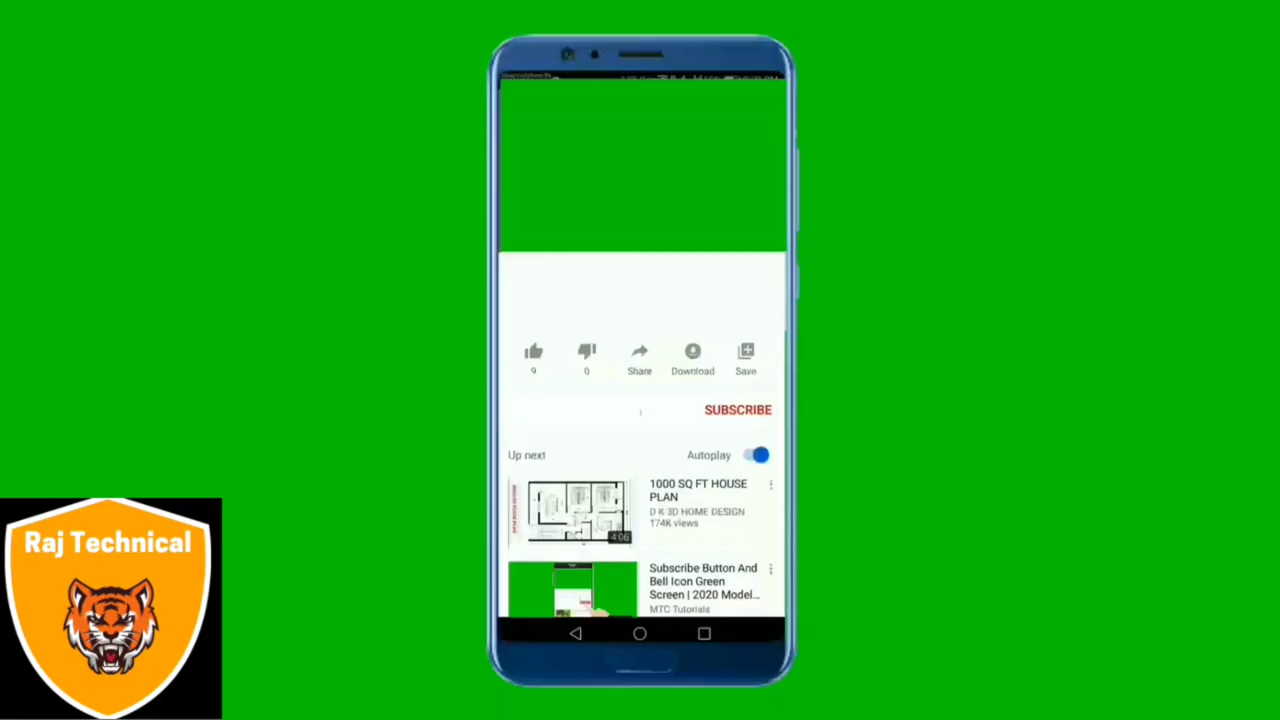 9
0
Share
Download
Save
SUBSCRIBE
Up next
Autoplay
1000 SQ FT HOUSE
PLAN
D K 3D HOME DESIGN
174K views
4:06
Subscribe Button And
Bell Icon Green
Screen | 2020 Model...
MTC Tutorials
Raj Technical